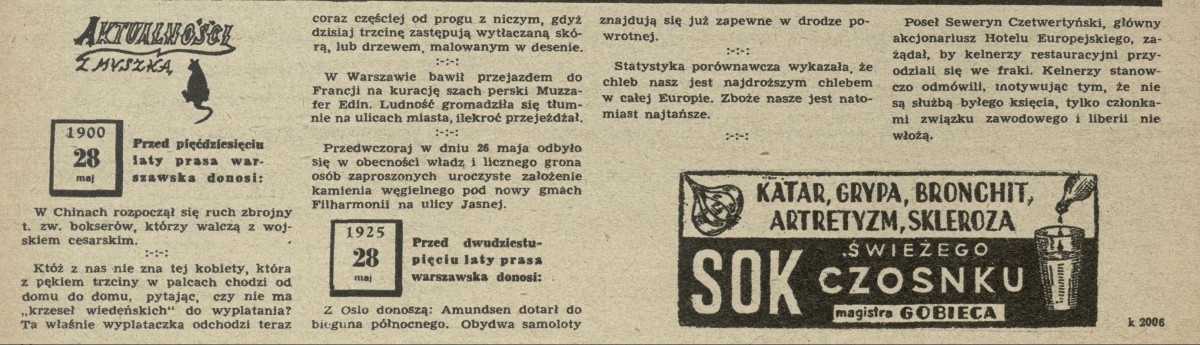 AKTUALNOŚCI
Z MYSZKĄ
1900
28
maj
Przed pięćdziesięciu
laty prasa war-
szawska donosi:
W Chinach rozpoczął się ruch zbrojny
t. zw. bokserów, którzy walczą z woj-
skiem cesarskim.
:-:-:
Któż z nas nie zna tej kobiety, która
z pękiem trzciny w palcach chodzi od
domu do domu, pytając, czy nie ma
„krzeseł wiedeńskich" do wyplatania?
Ta właśnie wyplataczka odchodzi teraz
coraz częściej od progu z niczym, gdyż
dzisiaj trzcinę zastępują wytłaczaną skó-
rą, lub drzewem, malowanym w desenie.
:-:-:
W Warszawie bawił przejazdem do
Francji na kurację szach perski Muzza-
fer Edin. Ludność gromadziła się tłum-
nie na ulicach miasta, ilekroć przejeżdżał.
:-:-:
Przedwczoraj w dniu 26 maja odbyło
się w obecności władz i licznego grona
osób zaproszonych uroczyste założenie
kamienia węgielnego pod nowy gmach
Filharmonii na ulicy Jasnej.
1925
28
maj
Przed dwudziestu-
pięciu laty prasa
warszawska donosi:
Z Oslo donoszą: Amundsen dotarł do
bieguna północnego. Obydwa samoloty
znajdują się już zapewne w drodze po-
wrotnej.
:-:-:
Statystyka porównawcza wykazała, że
chleb nasz jest najdroższym chlebem
w całej Europie. Zboże nasze jest nato-
miast najtańsze.
:-:-:
Poseł Seweryn Czetwertyński, główny
akcjonariusz Hotelu Europejskiego, za-
żądał, by kelnerzy restauracyjni przy-
odziali się we fraki. Kelnerzy stanow-
czo odmówili, motywując tym, że nie
są służbą byłego księcia, tylko członka-
mi związku zawodowego i liberii nie
włożą.
KATAR, GRYPA, BRONCHIT,
ARTRETYZM, SKLEROZA
SOK ŚWIEŻEGO
CZOSNKU
magistra GOBIECA
k 2006